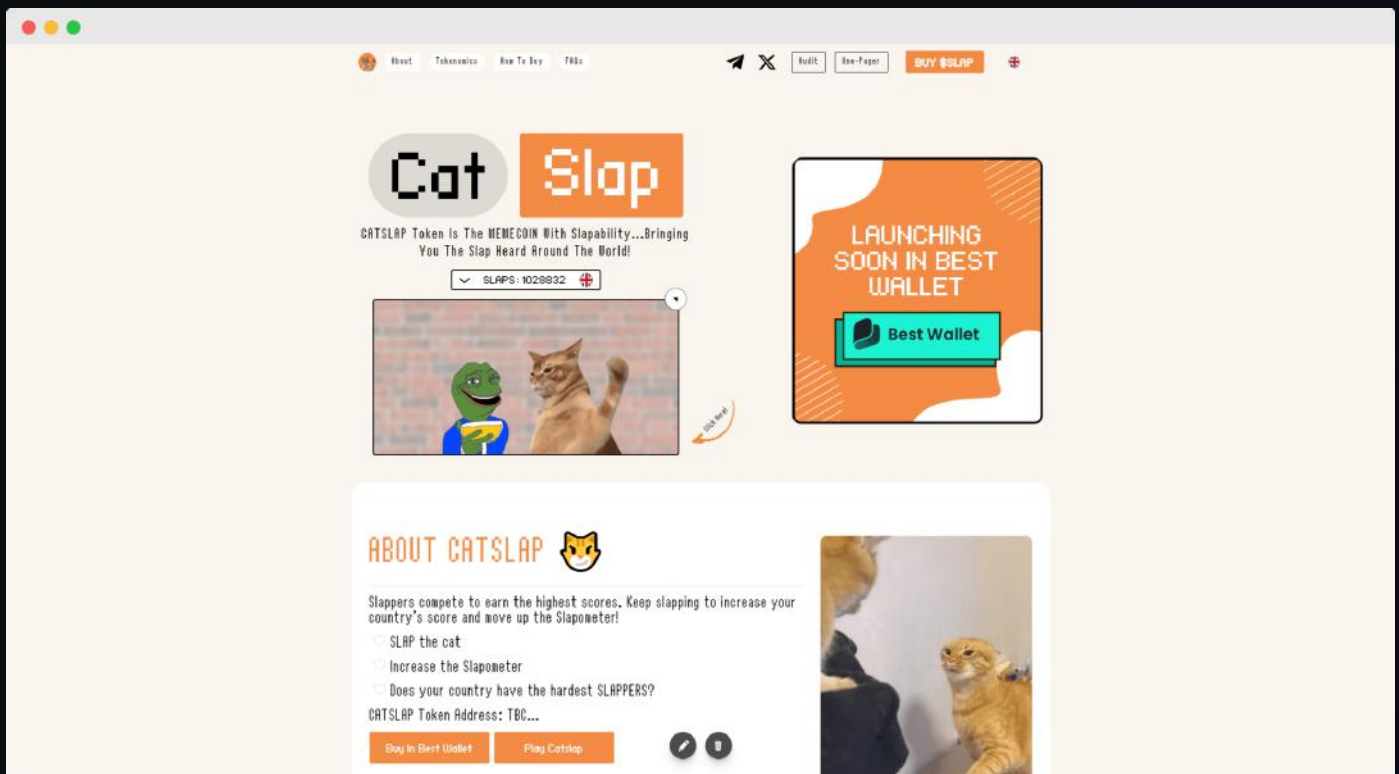 About Tokenomics How To Buy FAQs Audit One-Pager BUY $SLAP
Cat Slap
CATSLAP Token Is The MEMECOIN With Slapability...Bringing
You The Slap Heard Around The World!
SLAPS: 1028832
Click Here!
LAUNCHING
SOON IN BEST
WALLET
Best Wallet
ABOUT CATSLAP
Slappers compete to earn the highest scores. Keep slapping to increase your
country's score and move up the Slapometer!
SLAP the cat
Increase the Slapometer
Does your country have the hardest SLAPPERS?
CATSLAP Token Address: TBC...
Buy in Best Wallet Play Catslap